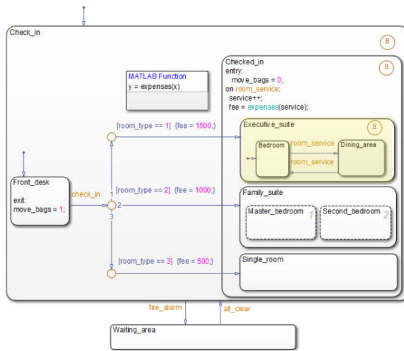 Check_in
H
Checked_in
entry:
move_bags = 0;
on room_service:
service++;
fee = expenses(service);
H
MATLAB Function
y = expenses(x)
[room_type == 1] {fee = 1500;}
Executive_suite
H
Bedroom
room_service
Dining_area
room_service
Front_desk
exit:
move_bags = 1;
check_in
1
2
3
[room_type == 2] {fee = 1000;}
Family_suite
Master_bedroom
1
Second_bedroom
2
[room_type == 3] {fee = 500;}
Single_room
fire_alarm
all_clear
Waiting_area